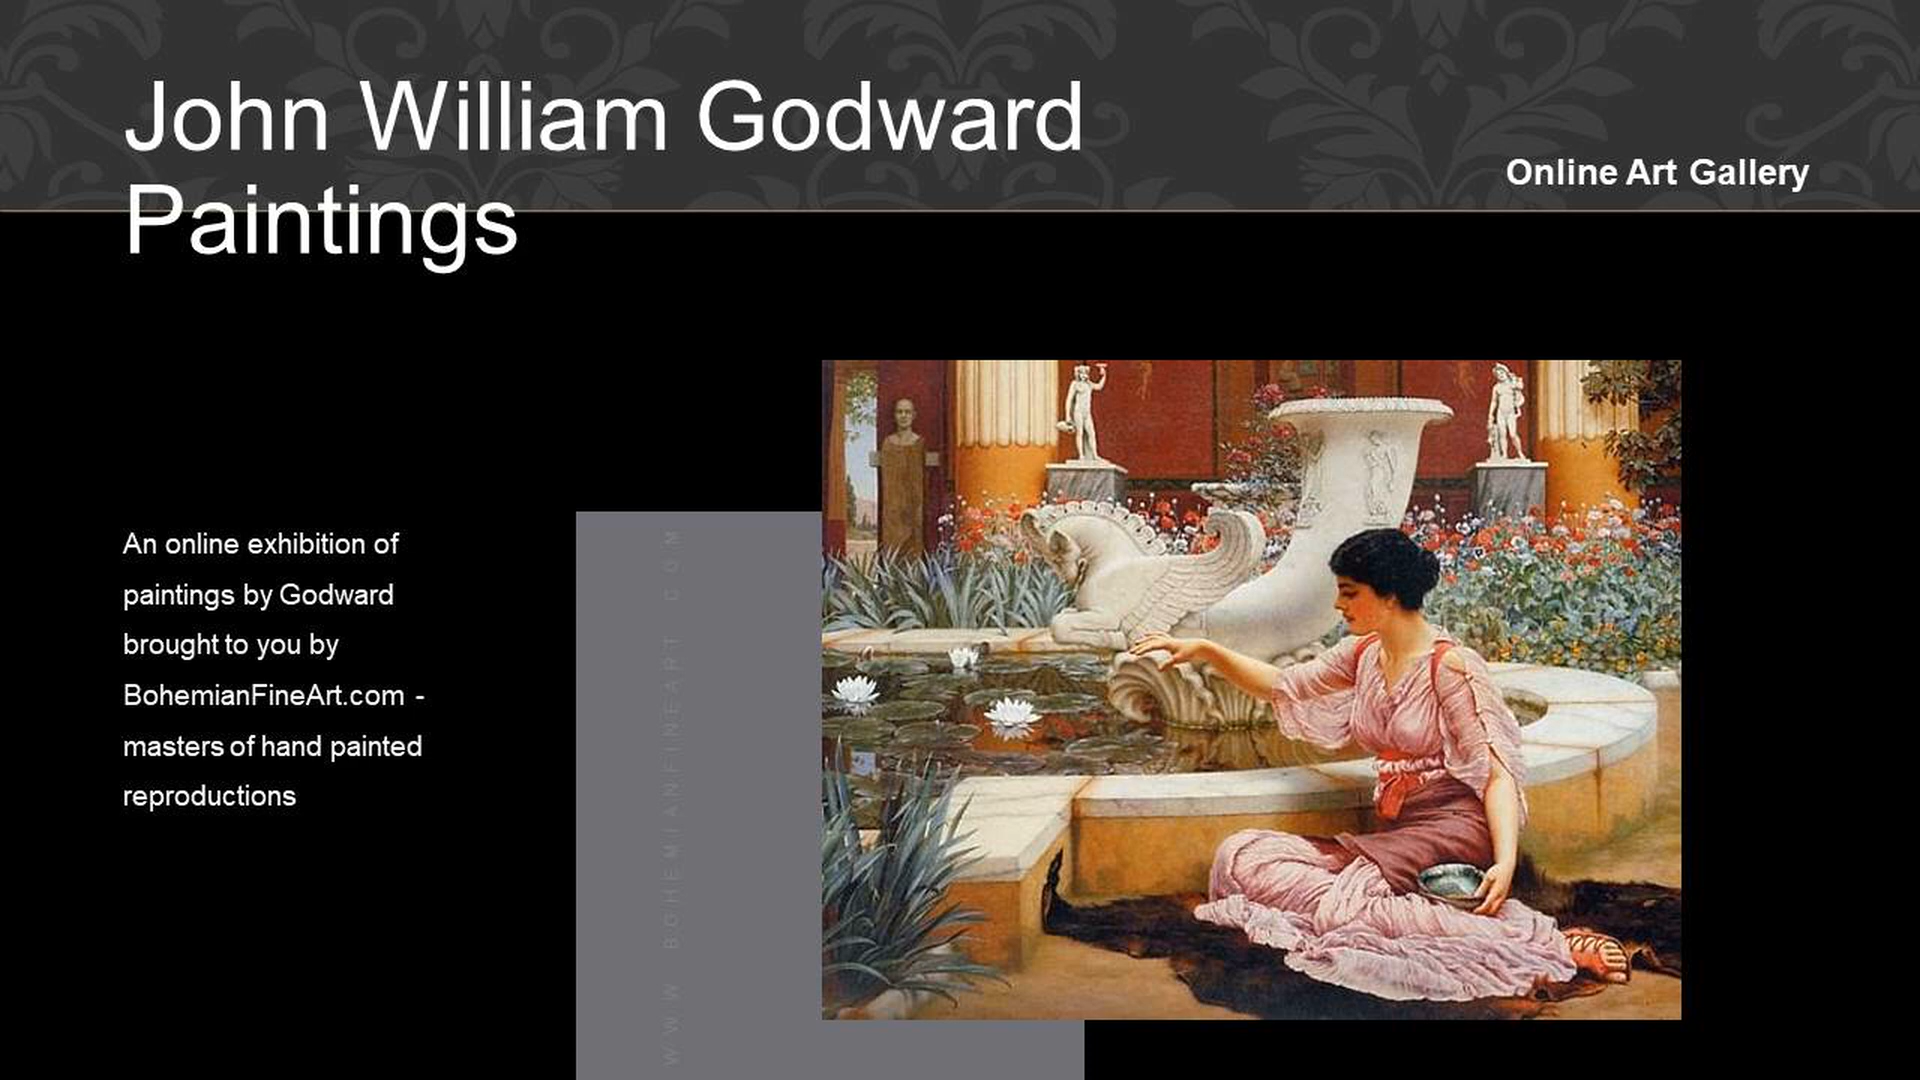 John William Godward
Paintings
Online Art Gallery
An online exhibition of
paintings by Godward
brought to you by
BohemianFineArt.com -
masters of hand painted
reproductions
WWW BOHEMIANFINEART COM